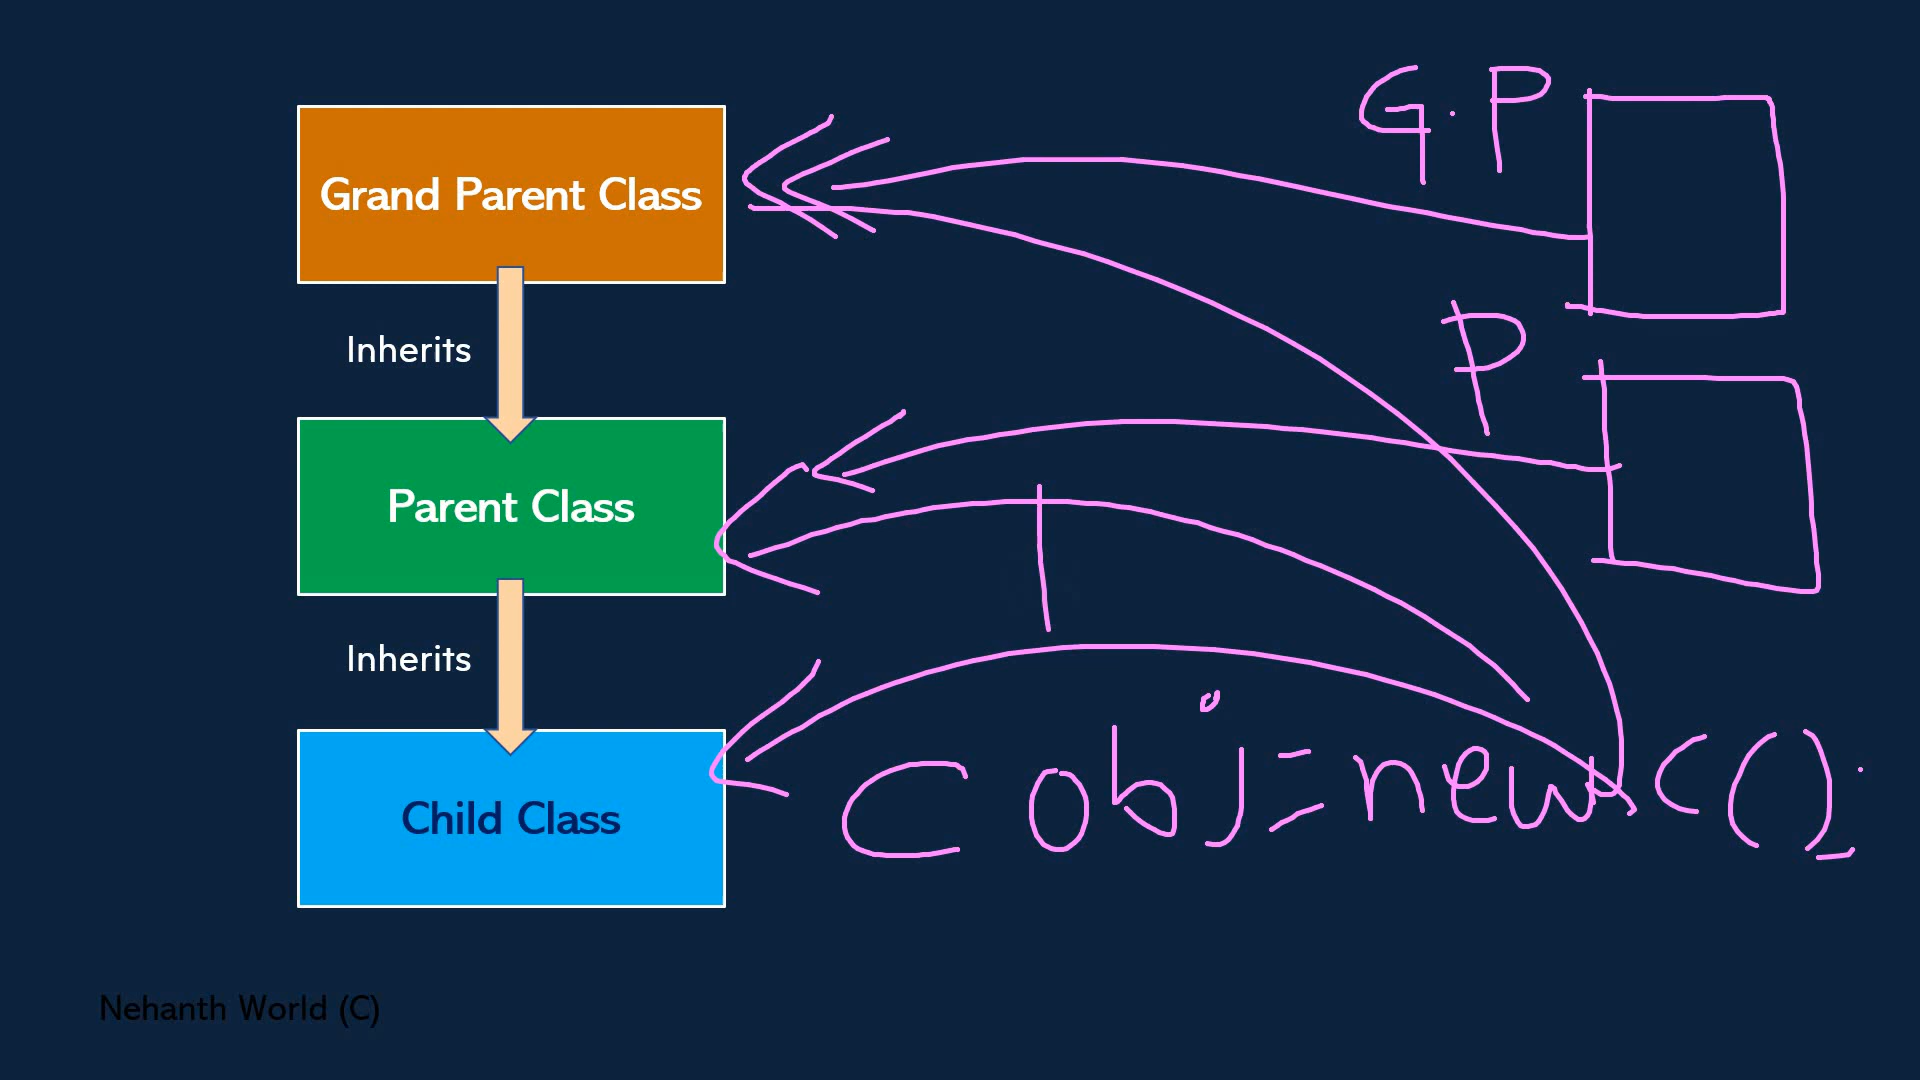 G.P
Grand Parent Class
P
Inherits
Parent Class
Inherits
C obj = new C();
Child Class
Nehanth World (C)